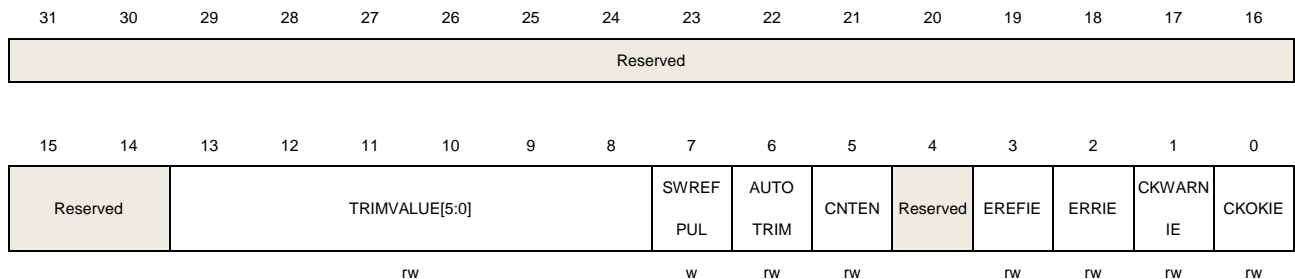 31 30 29 28 27 26 25 24 23 22 21 20 19 18 17 16
Reserved
15 14 13 12 11 10 9 8 7 6 5 4 3 2 1 0
Reserved TRIMVALUE[5:0] SWREF PUL AUTO TRIM CNTEN Reserved EREFIE ERRIE CKWARN IE CKOKIE
rw w rw rw rw rw rw rw